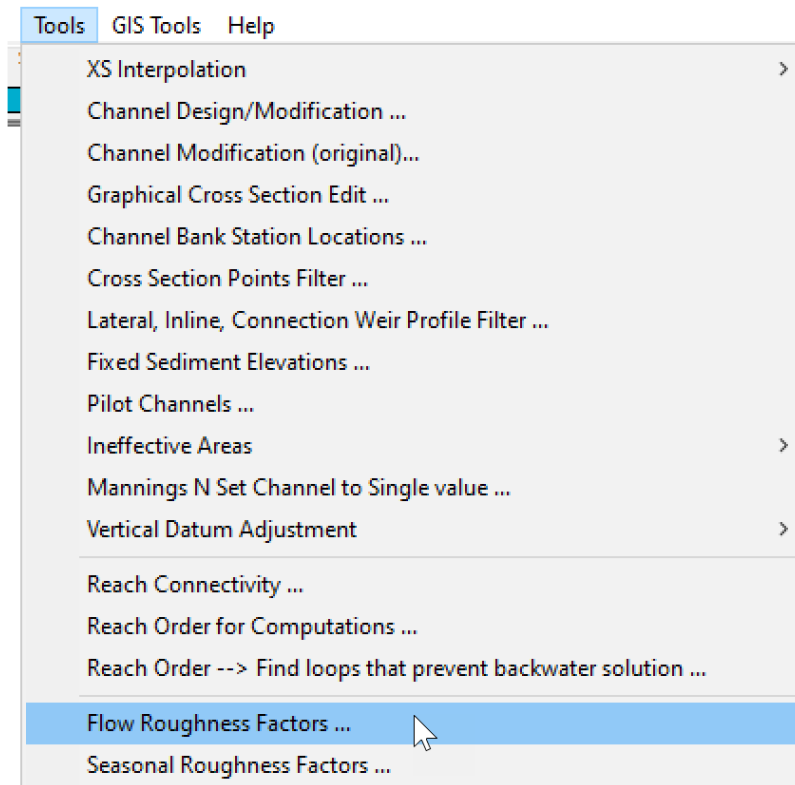 Tools GIS Tools Help
XS Interpolation
Channel Design/Modification ...
Channel Modification (original)...
Graphical Cross Section Edit ...
Channel Bank Station Locations ...
Cross Section Points Filter ...
Lateral, Inline, Connection Weir Profile Filter ...
Fixed Sediment Elevations ...
Pilot Channels ...
Ineffective Areas
Mannings N Set Channel to Single value ...
Vertical Datum Adjustment
Reach Connectivity ...
Reach Order for Computations ...
Reach Order --> Find loops that prevent backwater solution ...
Flow Roughness Factors ...
Seasonal Roughness Factors ...